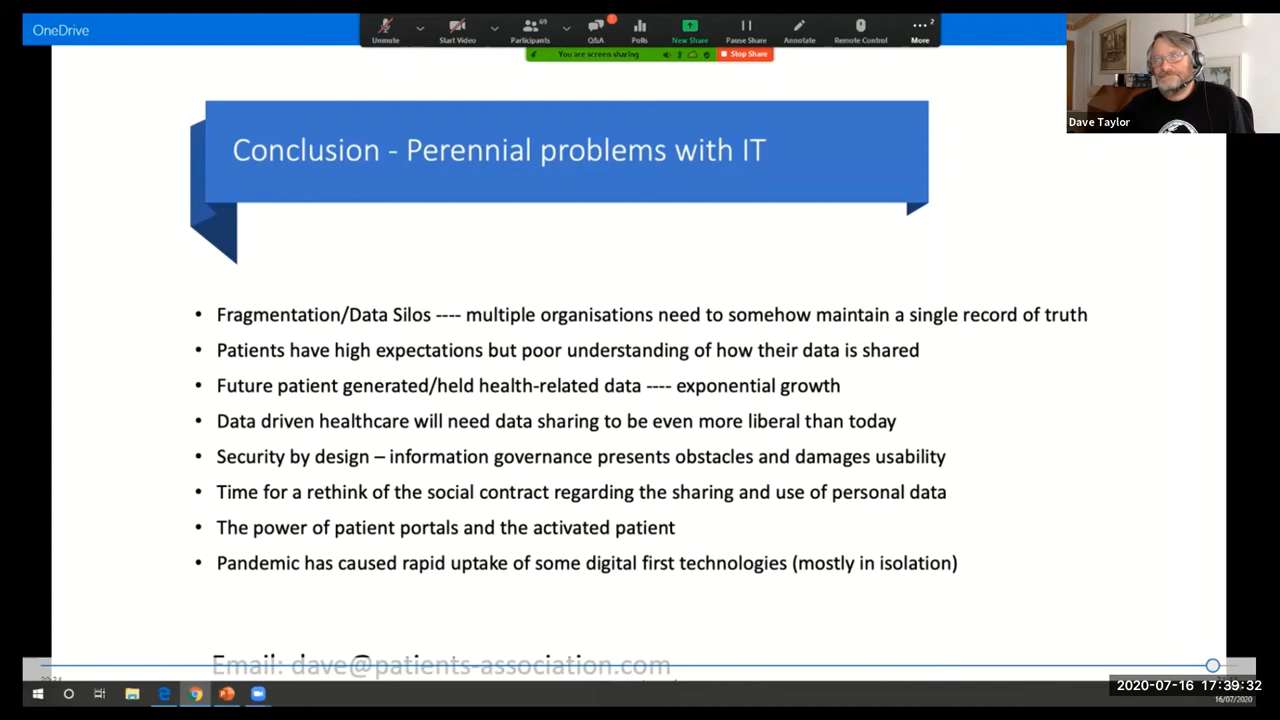 OneDrive
Unmute
Start Video
69
Participants
Q&A
Polls
New Share
Pause Share
Annotate
Remote Control
2
More
You are screen sharing
Stop Share
Dave Taylor
Conclusion - Perennial problems with IT
• Fragmentation/Data Silos ---- multiple organisations need to somehow maintain a single record of truth
• Patients have high expectations but poor understanding of how their data is shared
• Future patient generated/held health-related data ---- exponential growth
• Data driven healthcare will need data sharing to be even more liberal than today
• Security by design – information governance presents obstacles and damages usability
• Time for a rethink of the social contract regarding the sharing and use of personal data
• The power of patient portals and the activated patient
• Pandemic has caused rapid uptake of some digital first technologies (mostly in isolation)
Email: dave@patients-association.com
2020-07-16 17:39:32
16/07/2020